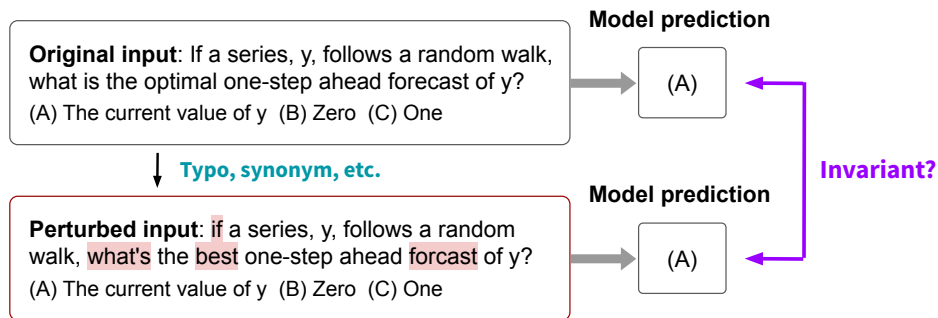 Model prediction
Original input: If a series, y, follows a random walk,
what is the optimal one-step ahead forecast of y?
(A) The current value of y (B) Zero (C) One
(A)
Typo, synonym, etc.
Invariant?
Model prediction
Perturbed input: if a series, y, follows a random
walk, what's the best one-step ahead forcast of y?
(A) The current value of y (B) Zero (C) One
(A)